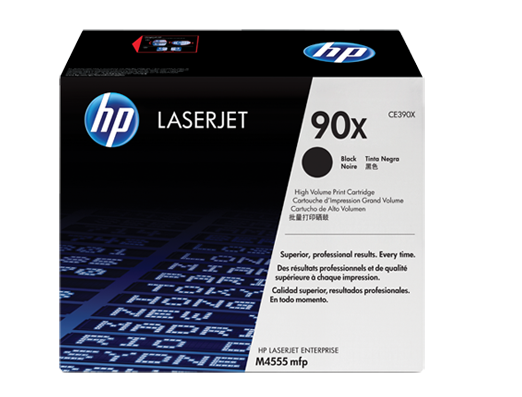 hp
hp
LASERJET
90x
CE390X
Black Tinta Negra
Noire 黑色
High Volume Print Cartridge
Cartouche d'Impression Grand Volume
Cartucho de Alto Volumen
批量打印硒鼓
Superior, professional results. Every time.
Des résultats professionnels et de qualité
supérieure à chaque impression.
Calidad superior, resultados profesionales.
En todo momento.
HP LASERJET ENTERPRISE
M4555 mfp